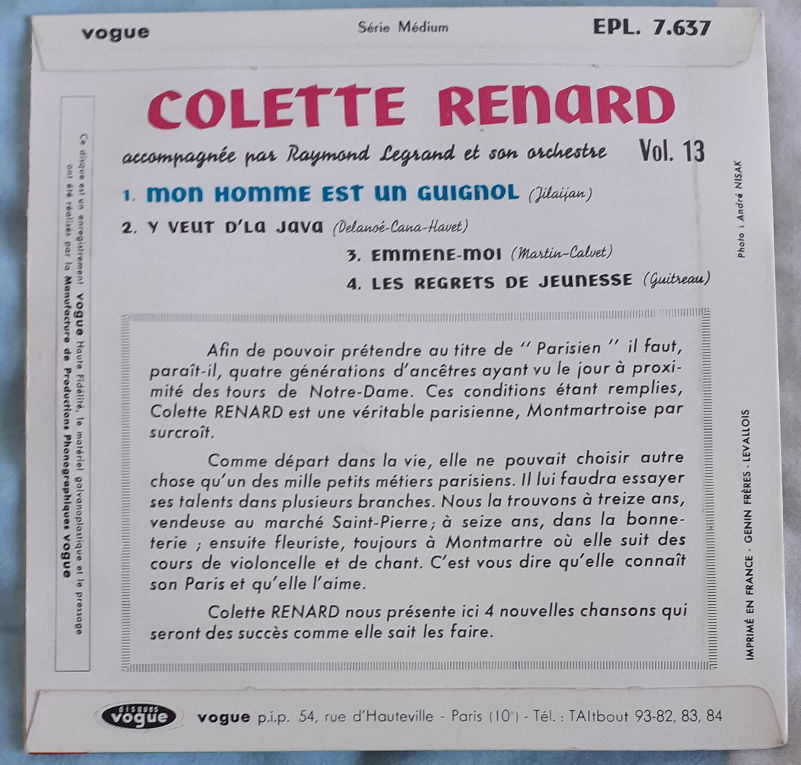 vogue
Série Médium
EPL. 7.637
COLETTE RENARD
accompagnée par Raymond Legrand et son orchestre Vol. 13
1. MON HOMME EST UN GUIGNOL (Jilaijan)
2. Y VEUT D'LA JAVA (Delanoé-Cana-Havet)
3. EMMENE-MOI (Martin-Calvet)
4. LES REGRETS DE JEUNESSE (Guitreau)
Afin de pouvoir prétendre au titre de " Parisien " il faut,
paraît-il, quatre générations d'ancêtres ayant vu le jour à proxi-
mité des tours de Notre-Dame. Ces conditions étant remplies,
Colette RENARD est une véritable parisienne, Montmartroise par
surcroît.
Comme départ dans la vie, elle ne pouvait choisir autre
chose qu'un des mille petits métiers parisiens. Il lui faudra essayer
ses talents dans plusieurs branches. Nous la trouvons à treize ans,
vendeuse au marché Saint-Pierre ; à seize ans, dans la bonne-
terie ; ensuite fleuriste, toujours à Montmartre où elle suit des
cours de violoncelle et de chant. C'est vous dire qu'elle connaît
son Paris et qu'elle l'aime.
Colette RENARD nous présente ici 4 nouvelles chansons qui
seront des succès comme elle sait les faire.
Ce disque est un enregistrement vogue Haute Fidélité, le matériel galvanoplastique et le pressage
ont été réalisés par la Manufacture de Productions Phonographiques vogue
Photo : André NISAK
IMPRIMÉ EN FRANCE - GENIN FRÈRES - LEVALLOIS
disques
vogue
vogue p.i.p. 54, rue d'Hauteville - Paris (10°) - Tél. : TAItbout 93-82, 83, 84